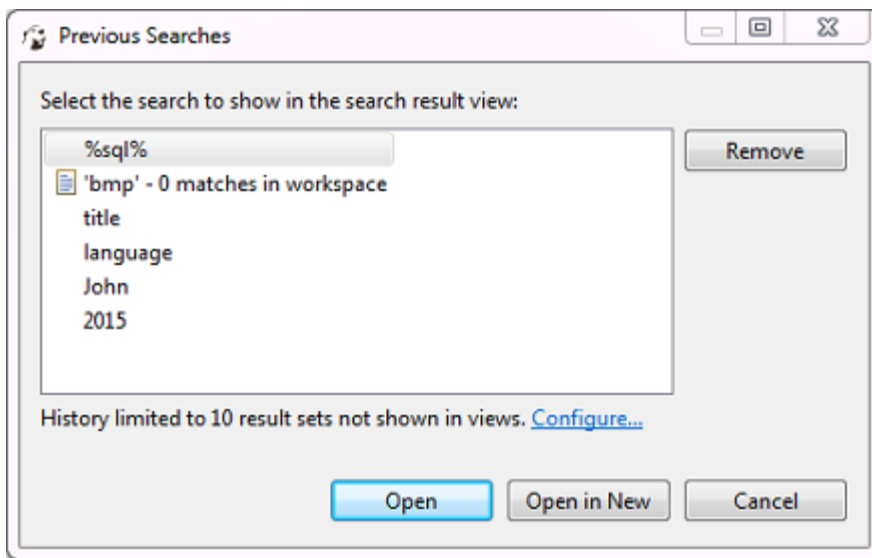 Previous Searches
Select the search to show in the search result view:
%sql%
Remove
'bmp' - 0 matches in workspace
title
language
John
2015
History limited to 10 result sets not shown in views. Configure...
Open
Open in New
Cancel